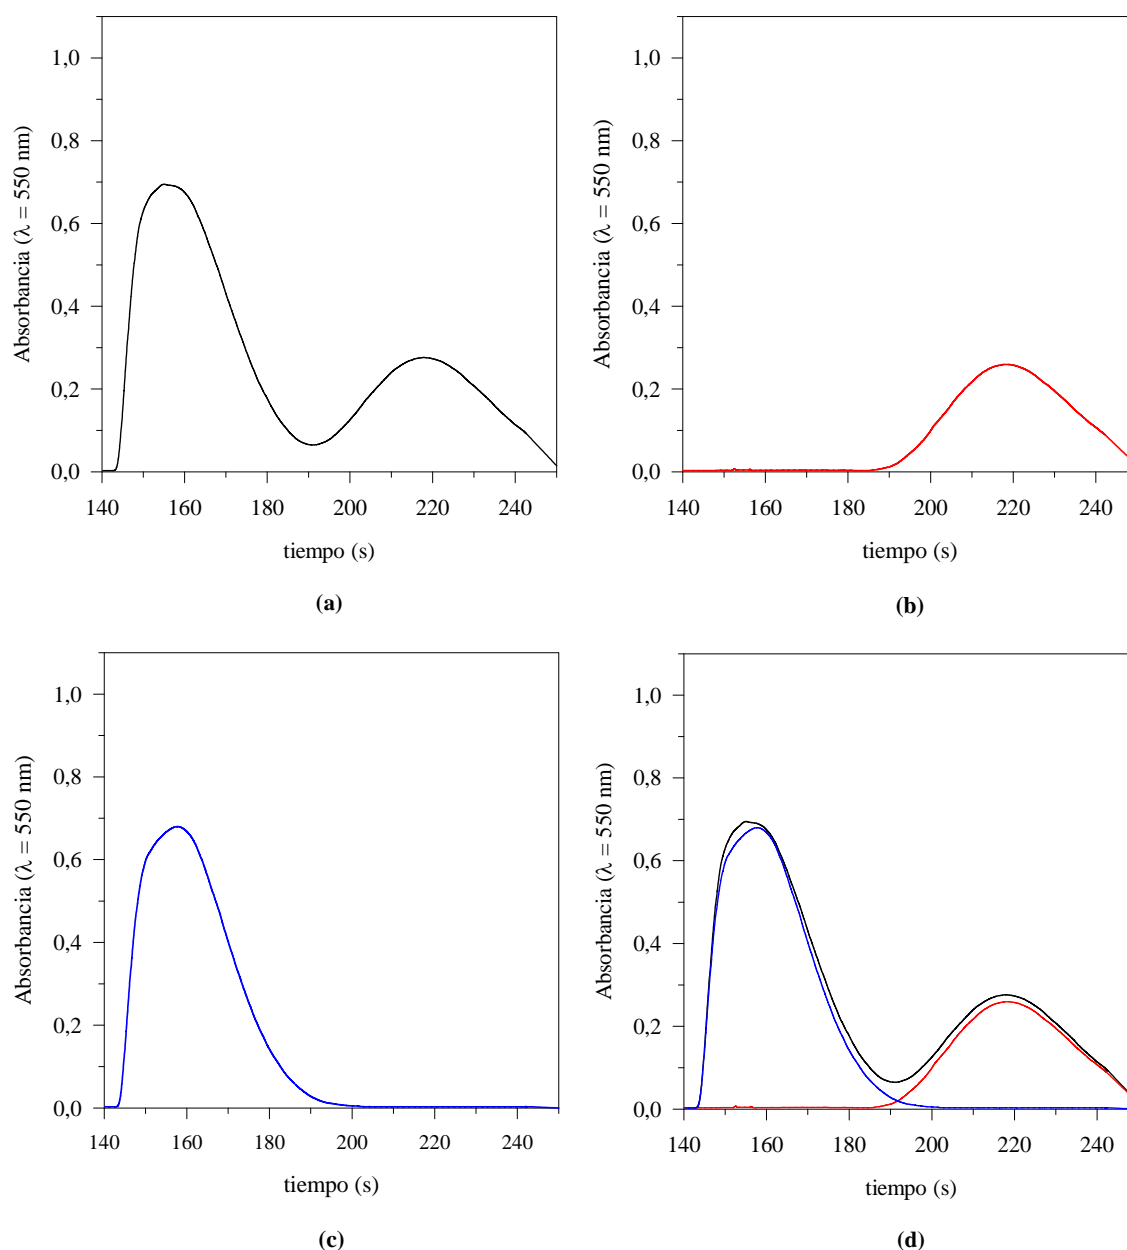 1,0
0,8
0,6
0,4
0,2
0,0
Absorbancia (λ = 550 nm)
140 160 180 200 220 240
tiempo (s)
(a)
1,0
0,8
0,6
0,4
0,2
0,0
Absorbancia (λ = 550 nm)
140 160 180 200 220 240
tiempo (s)
(b)
1,0
0,8
0,6
0,4
0,2
0,0
Absorbancia (λ = 550 nm)
140 160 180 200 220 240
tiempo (s)
(c)
1,0
0,8
0,6
0,4
0,2
0,0
Absorbancia (λ = 550 nm)
140 160 180 200 220 240
tiempo (s)
(d)